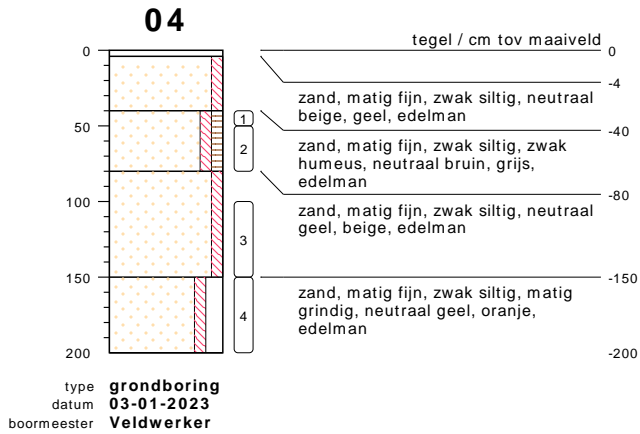 04
tegel / cm tov maaiveld
0
0
-4
zand, matig fijn, zwak siltig, neutraal
beige, geel, edelman
-40
50
1
2
zand, matig fijn, zwak siltig, zwak
humeus, neutraal bruin, grijs,
edelman
-80
100
zand, matig fijn, zwak siltig, neutraal
geel, beige, edelman
3
150
-150
4
zand, matig fijn, zwak siltig, matig
grindig, neutraal geel, oranje,
edelman
200
-200
type grondboring
datum 03-01-2023
boormeester Veldwerker